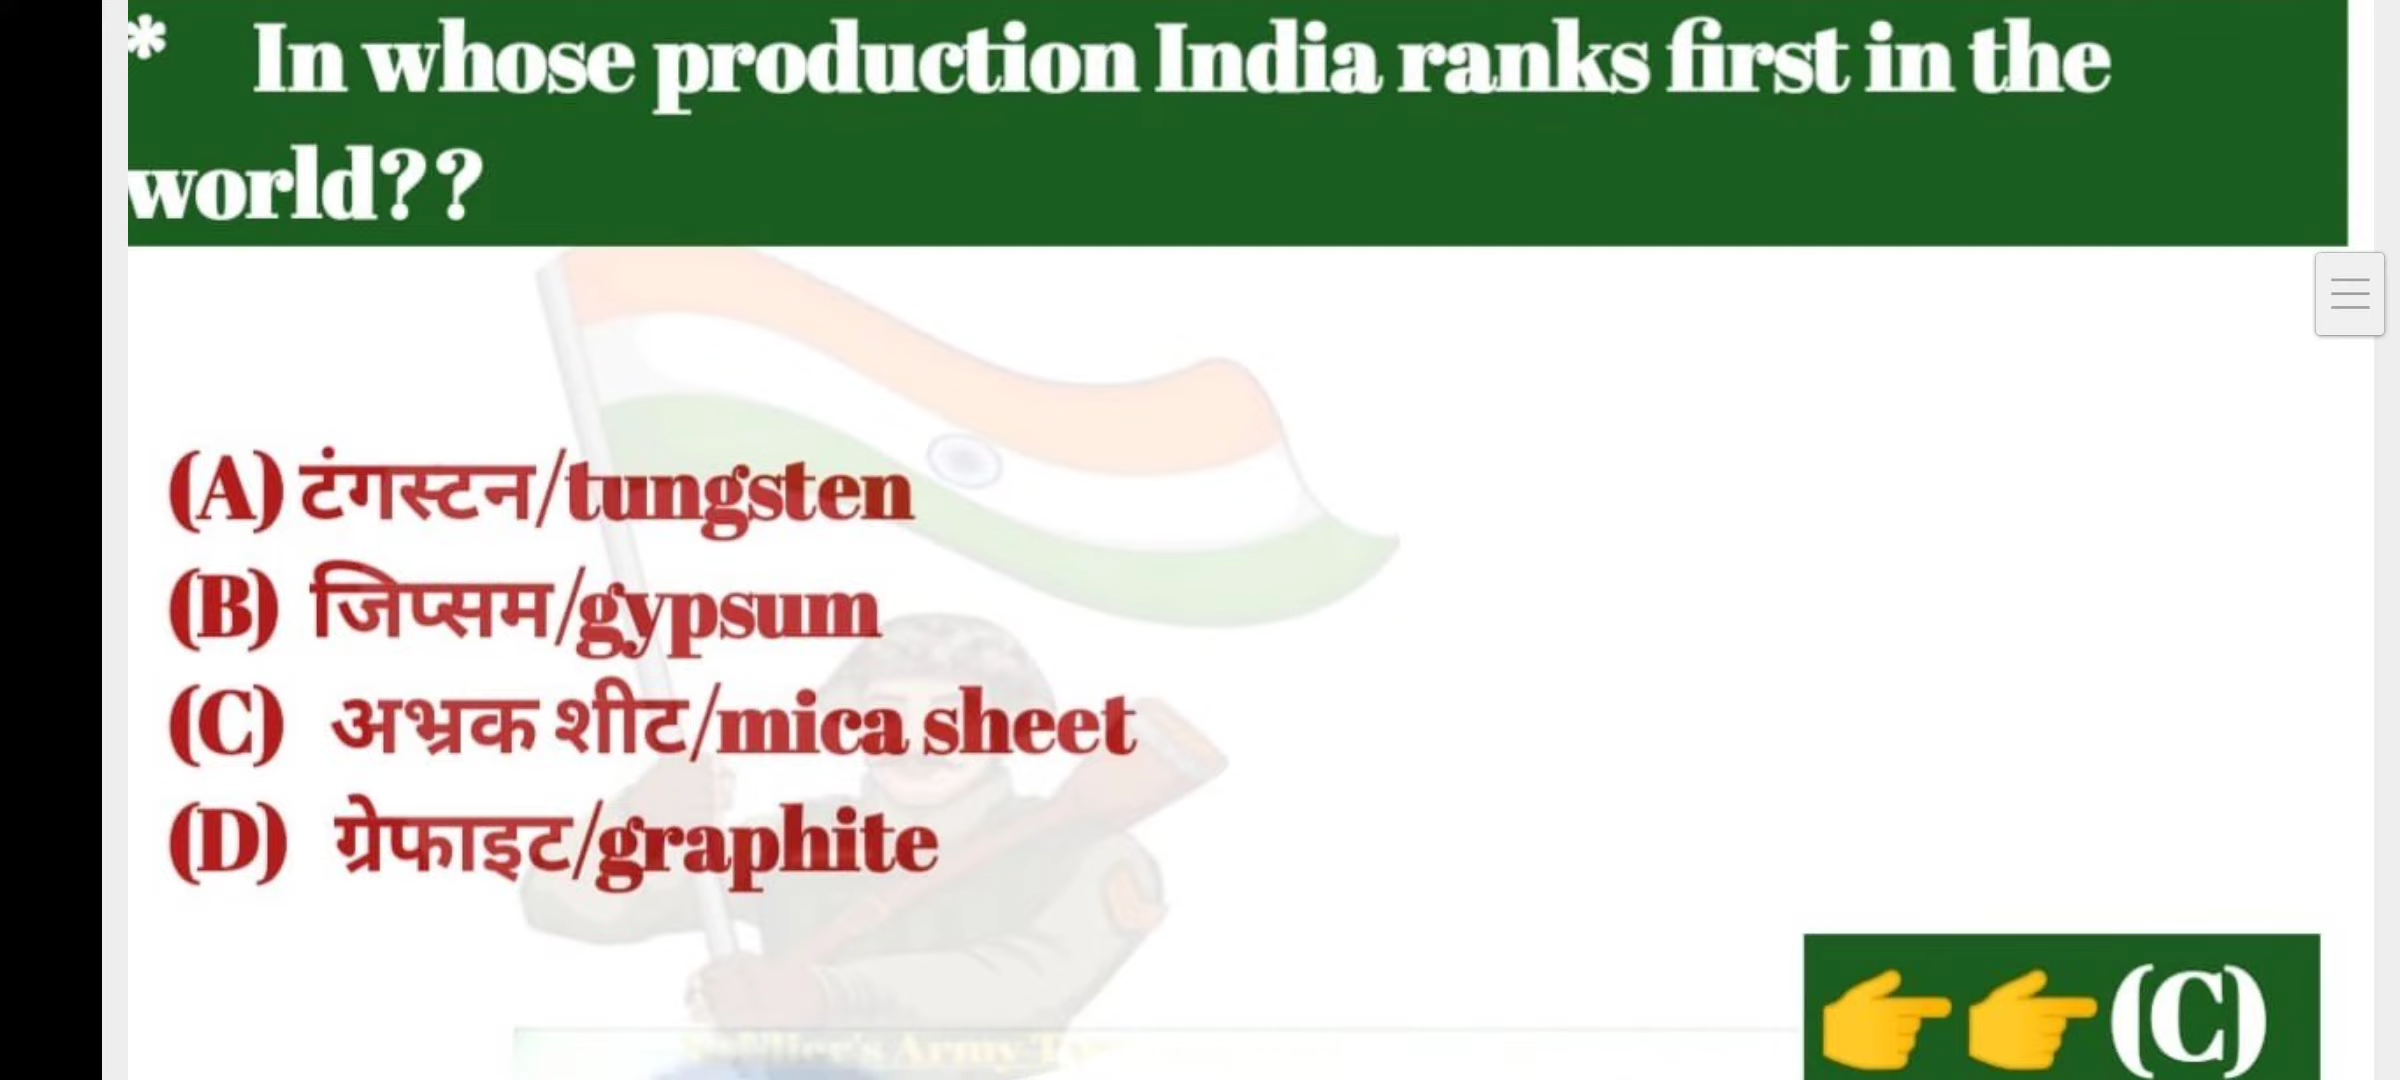 * In whose production India ranks first in the
world??
(A) टंगस्टन/tungsten
(B) जिप्सम/gypsum
(C) अभ्रक शीट/mica sheet
(D) ग्रेफाइट/graphite
👉👉(C)
Army